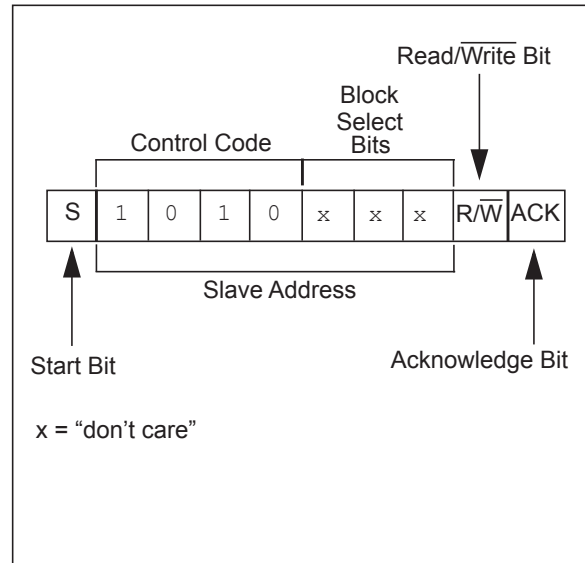 Read/W̅r̅i̅t̅e̅ Bit
Block
Select
Bits
Control Code
S 1 0 1 0 x x x R/W̅ ACK
Slave Address
Start Bit
Acknowledge Bit
x = “don’t care”